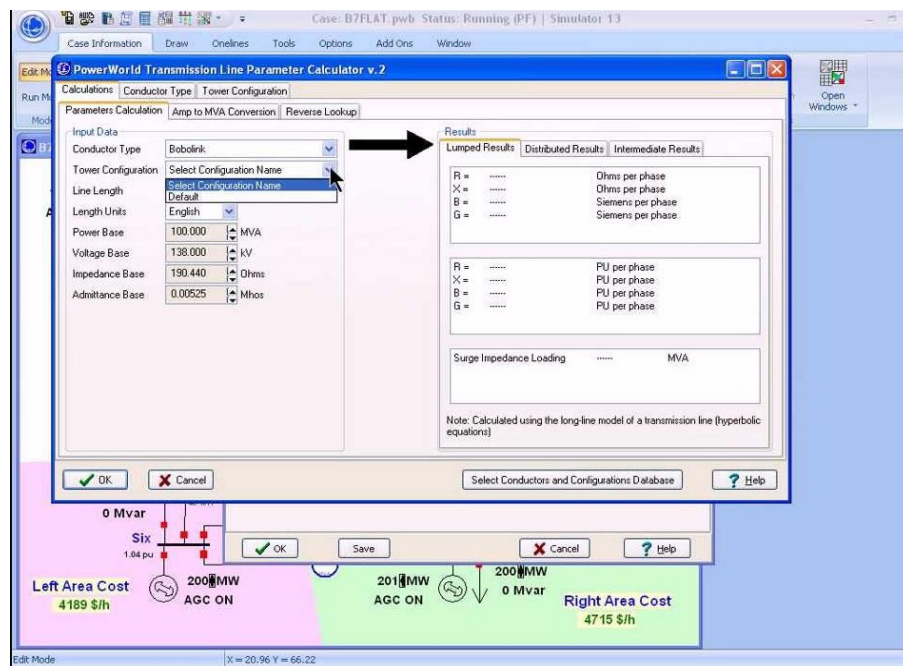 Case: B7FLAT.pwb Status: Running (PF) | Simulator 13
Case Information Draw Onelines Tools Options Add Ons Window
Edit Mo
Run Mo
Mod
Open
Windows
PowerWorld Transmission Line Parameter Calculator v.2
Calculations Conductor Type Tower Configuration
Parameters Calculation Amp to MVA Conversion Reverse Lookup
Input Data
Conductor Type Bobolink
Tower Configuration Select Configuration Name
Select Configuration Name
Default
Line Length
Length Units English
Power Base 100.000 MVA
Voltage Base 138.000 kV
Impedance Base 190.440 Ohms
Admittance Base 0.00525 Mhos
Results
Lumped Results Distributed Results Intermediate Results
R = ------ Ohms per phase
X = ------ Ohms per phase
B = ------ Siemens per phase
G = ------ Siemens per phase
R = ------ PU per phase
X = ------ PU per phase
B = ------ PU per phase
G = ------ PU per phase
Surge Impedance Loading ------ MVA
Note: Calculated using the long-line model of a transmission line (hyperbolic
equations)
OK Cancel Select Conductors and Configurations Database Help
0 Mvar
Six
1.04 pu
OK Save Cancel Help
Left Area Cost
4189 $/h
200 MW
AGC ON
201 MW
AGC ON
200 MW
0 Mvar
Right Area Cost
4715 $/h
Edit Mode X = 20.96 Y = 66.22